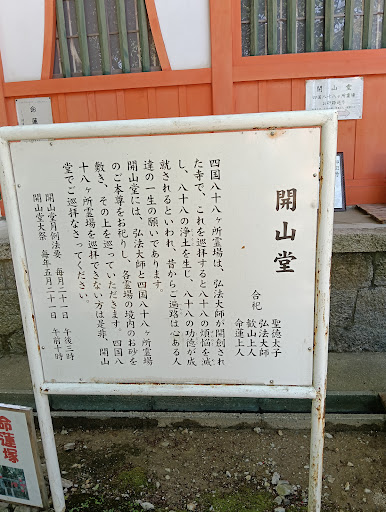 開山堂
合祀
聖徳太子
弘法大師
歓山上人
命蓮上人
四国八十八ヶ所霊場は、弘法大師が開創され
た寺で、これを巡拝すると八十八の煩悩を滅
し、八十八の浄土を生じ、八十八の功徳が成
就されるといわれ、昔からご遍路は心ある人
達の一生の願いであります。
開山堂には、弘法大師と四国八十八ヶ所霊場
のご本尊をお祀りし、各霊場の境内のお砂を
敷き、その上を巡っていただきます。四国八
十八ヶ所霊場を巡拝できない方は是非、開山
堂でご巡拝なさってください。
開山堂月例法要 毎月二十一日 午後三時
開山堂大祭 毎年五月二十一日 午前十時
開山堂
命蓮塚